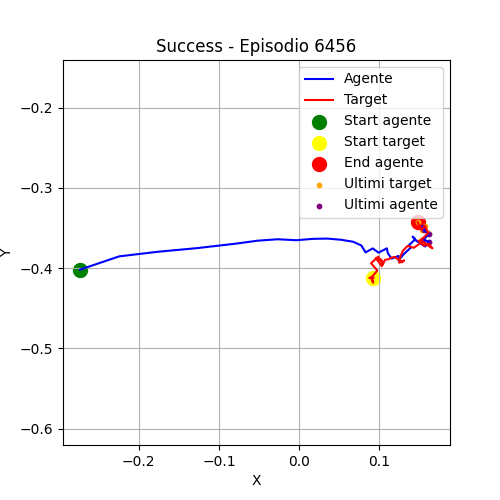 Success - Episodio 6456
Agente
Target
Start agente
Start target
End agente
Ultimi target
Ultimi agente
−0.2
−0.3
−0.4
−0.5
−0.6
Y
−0.2
−0.1
0.0
0.1
X